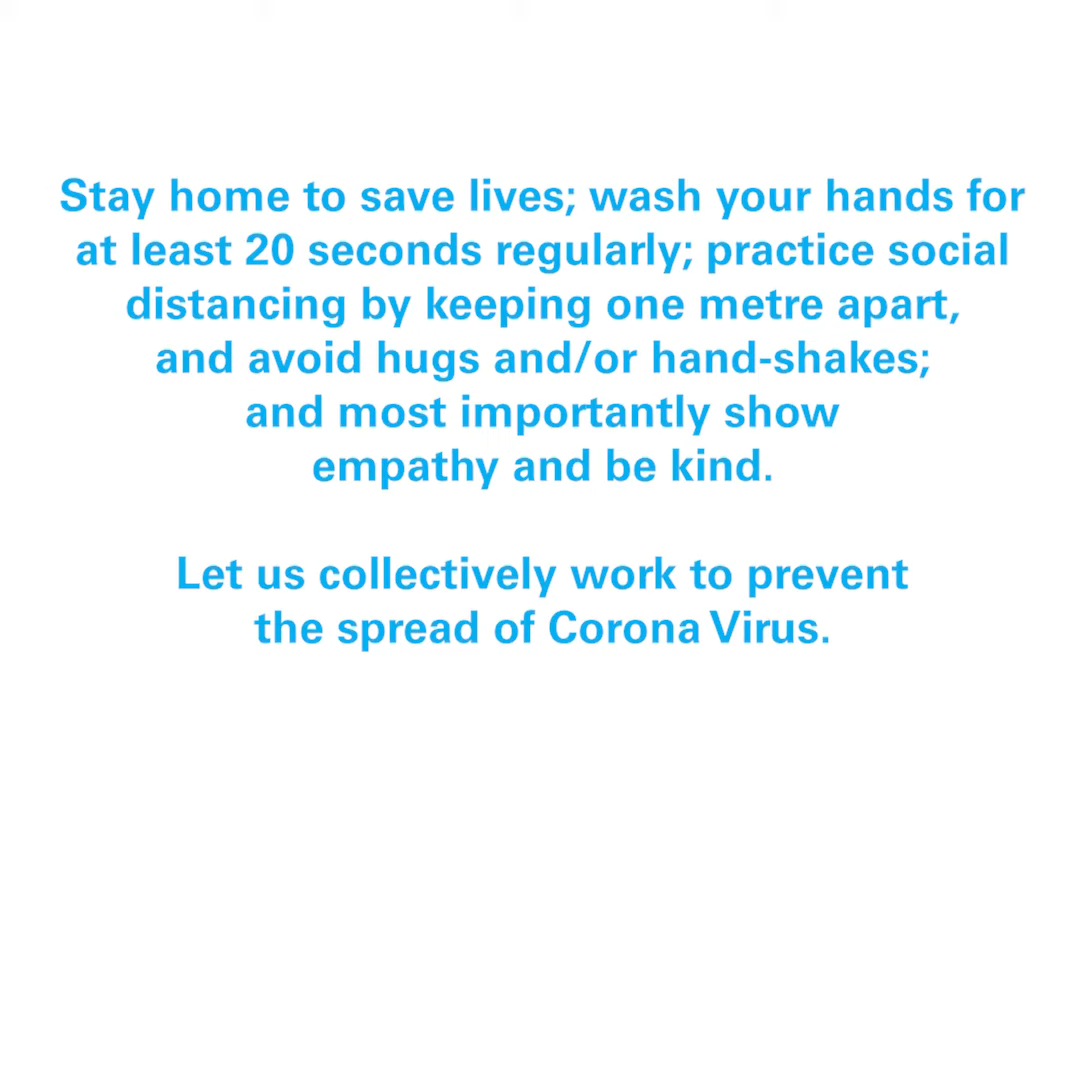 Stay home to save lives; wash your hands for
at least 20 seconds regularly; practice social
distancing by keeping one metre apart,
and avoid hugs and/or hand-shakes;
and most importantly show
empathy and be kind.
Let us collectively work to prevent
the spread of Corona Virus.